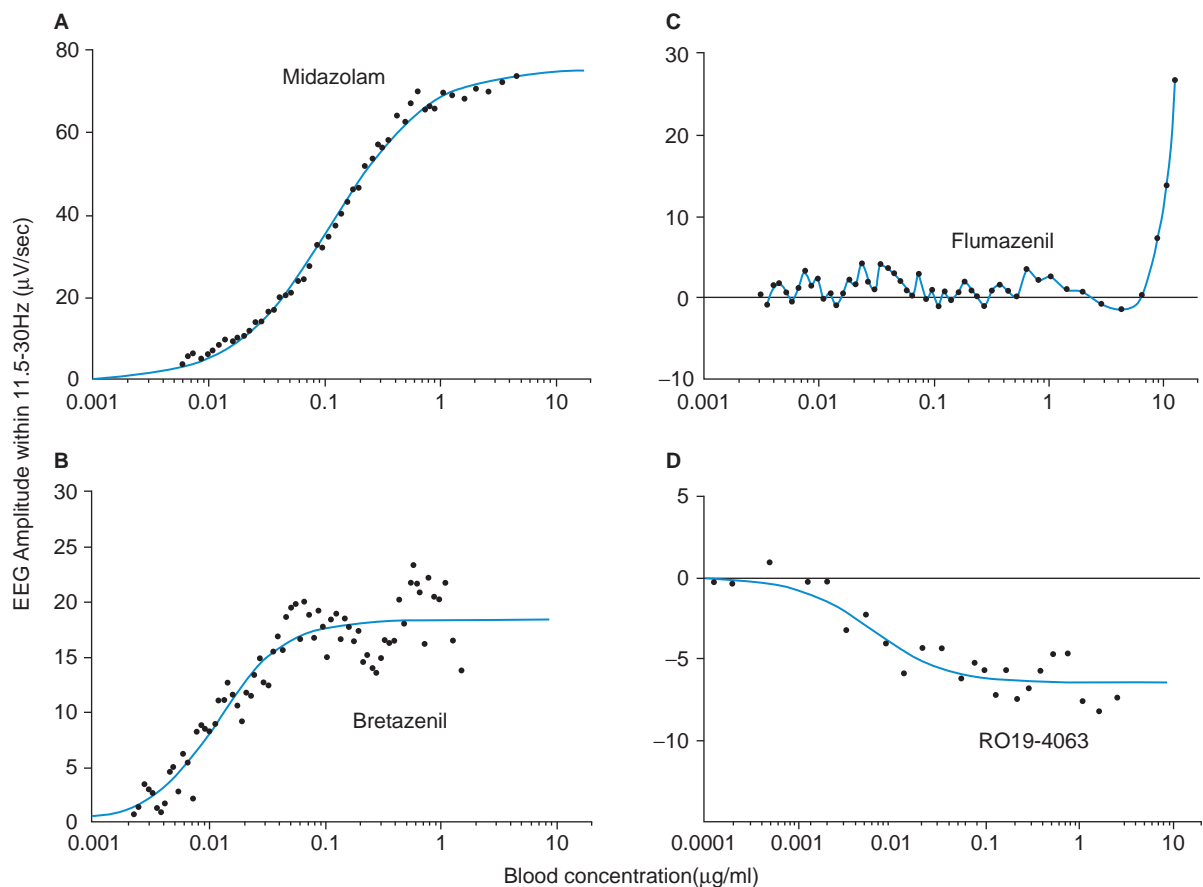 A
80
60
40
20
0
0.001 0.01 0.1 1 10
Midazolam
B
30
25
20
15
10
5
0
0.001 0.01 0.1 1 10
Bretazenil
C
30
20
10
0
−10
0.001 0.01 0.1 1 10
Flumazenil
D
5
0
−5
−10
0.0001 0.001 0.01 0.1 1 10
RO19-4063
EEG Amplitude within 11.5-30Hz (μV/sec)
Blood concentration(μg/ml)